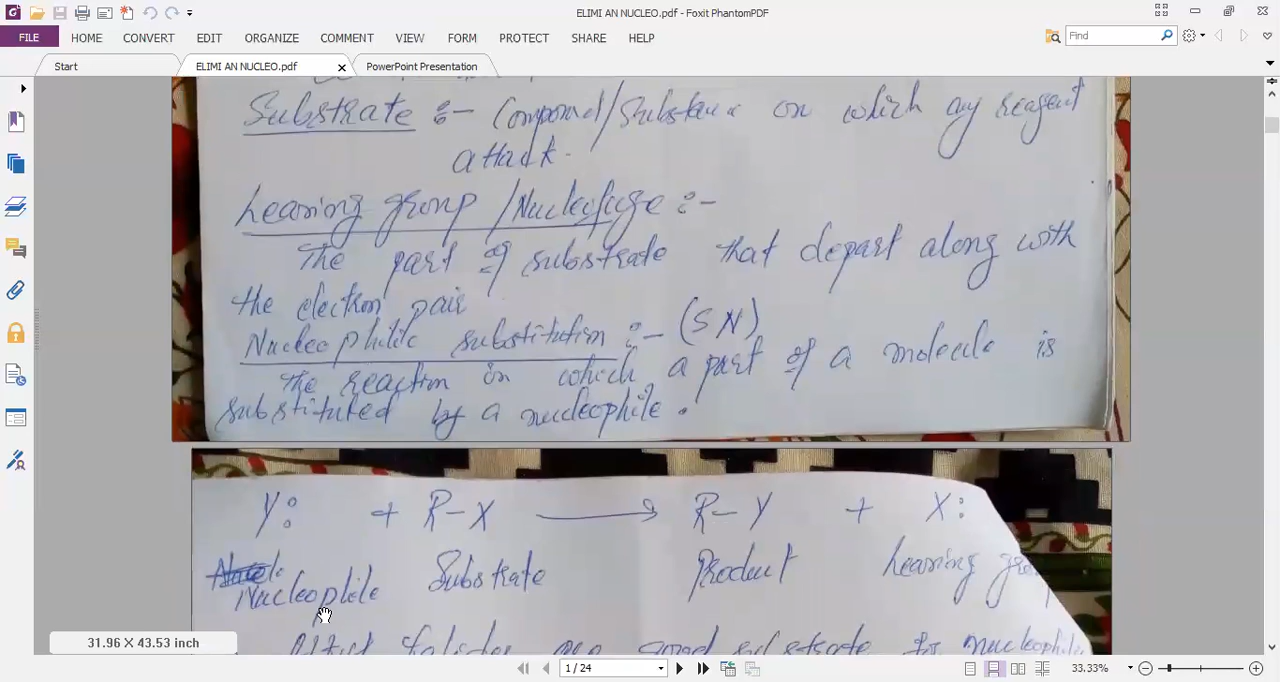 ELIMI AN NUCLEO.pdf - Foxit PhantomPDF
FILE HOME CONVERT EDIT ORGANIZE COMMENT VIEW FORM PROTECT SHARE HELP
Find
Start ELIMI AN NUCLEO.pdf PowerPoint Presentation
Substrate :- Compound/Substance on which any reagent
attack.
Leaving group / Nucleofuge :-
The part of substrate that depart along with
the electron pair
Nucleophilic substitution :- (SN)
The reaction in which a part of a molecule is
substituted by a nucleophile.
Y: + R-X → R-Y + X:
Nucleophile Substrate Product Leaving
substrate for nucleophilic
31.96 X 43.53 inch
1 / 24
33.33%